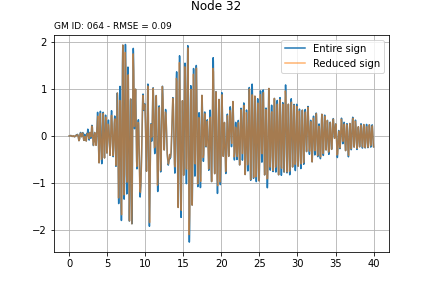 Node 32
GM ID: 064 - RMSE = 0.09
Entire sign
Reduced sign
2
1
0
−1
−2
0 5 10 15 20 25 30 35 40